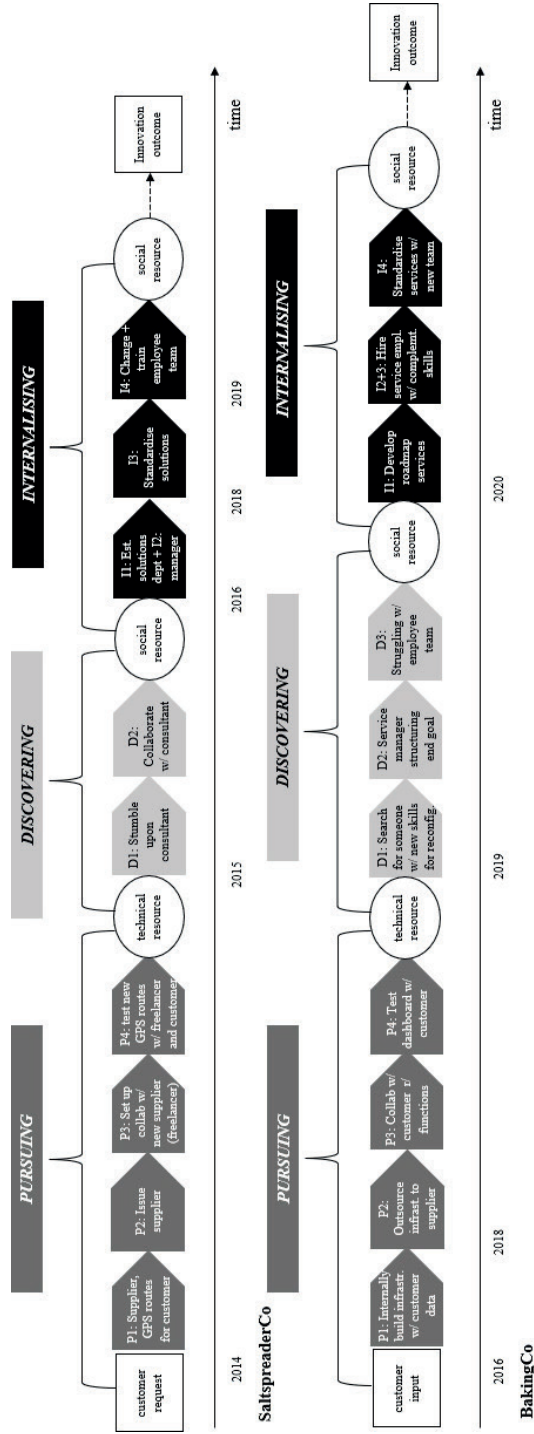 PURSUING
DISCOVERING
INTERNALISING
customer
request
P1: Supplier,
GPS routes
for customer
P2: Issue
supplier
P3: Set up
collab w/
new supplier
(freelancer)
P4: test new
GPS routes
w/ freelancer
and customer
technical
resource
D1: Stumble
upon
consultant
D2:
Collaborate
w/ consultant
social
resource
I1: Est.
solutions
dept + I2:
manager
I3:
Standardise
solutions
I4: Change +
train
employee
team
social
resource
Innovation
outcome
2014
2015
2016
2018
2019
time
SaltspreaderCo
PURSUING
DISCOVERING
INTERNALISING
customer
input
P1: Internally
build infrastr.
w/ customer
data
P2:
Outsource
infrast. to
supplier
P3: Collab w/
customer r/
functions
P4: Test
dashboard w/
customer
technical
resource
D1: Search
for someone
w/ new skills
for reconfig.
D2: Service
manager
structuring
end goal
D3:
Struggling w/
employee
team
social
resource
I1: Develop
roadmap
services
I2+3: Hire
service empl.
w/ complemt.
skills
I4:
Standardise
services w/
new team
social
resource
Innovation
outcome
2016
2018
2019
2020
time
BakingCo